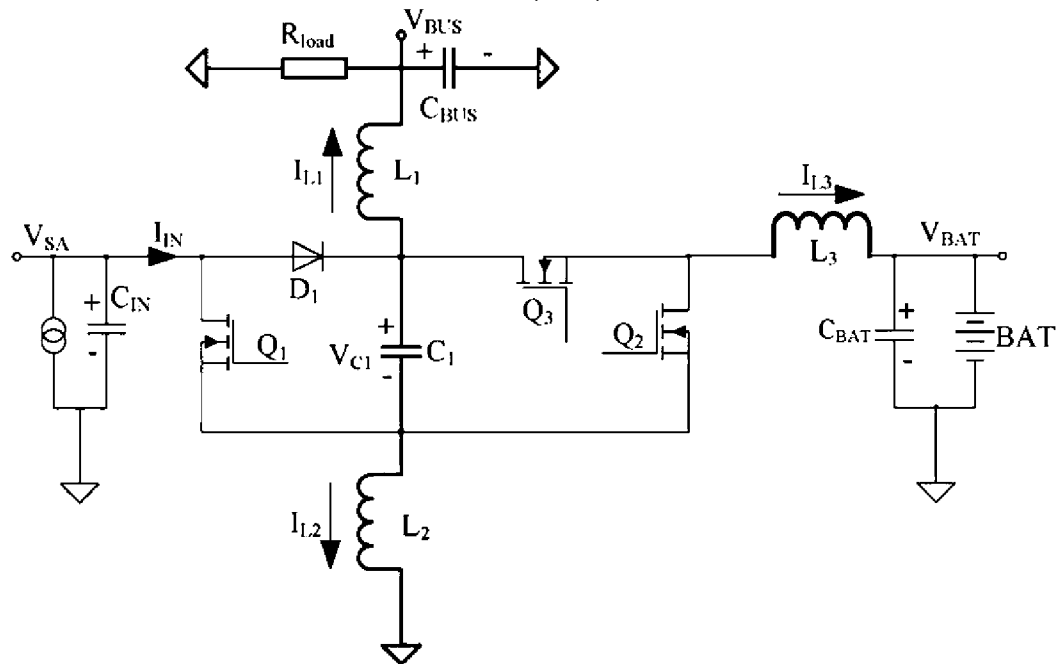 V_BUS
R_load
+ -
C_BUS
I_L1
L_1
I_L3
V_SA
I_IN
L_3
V_BAT
D_1
+
C_IN
-
Q_1
+
V_C1
C_1
-
Q_3
Q_2
+
C_BAT
-
BAT
I_L2
L_2